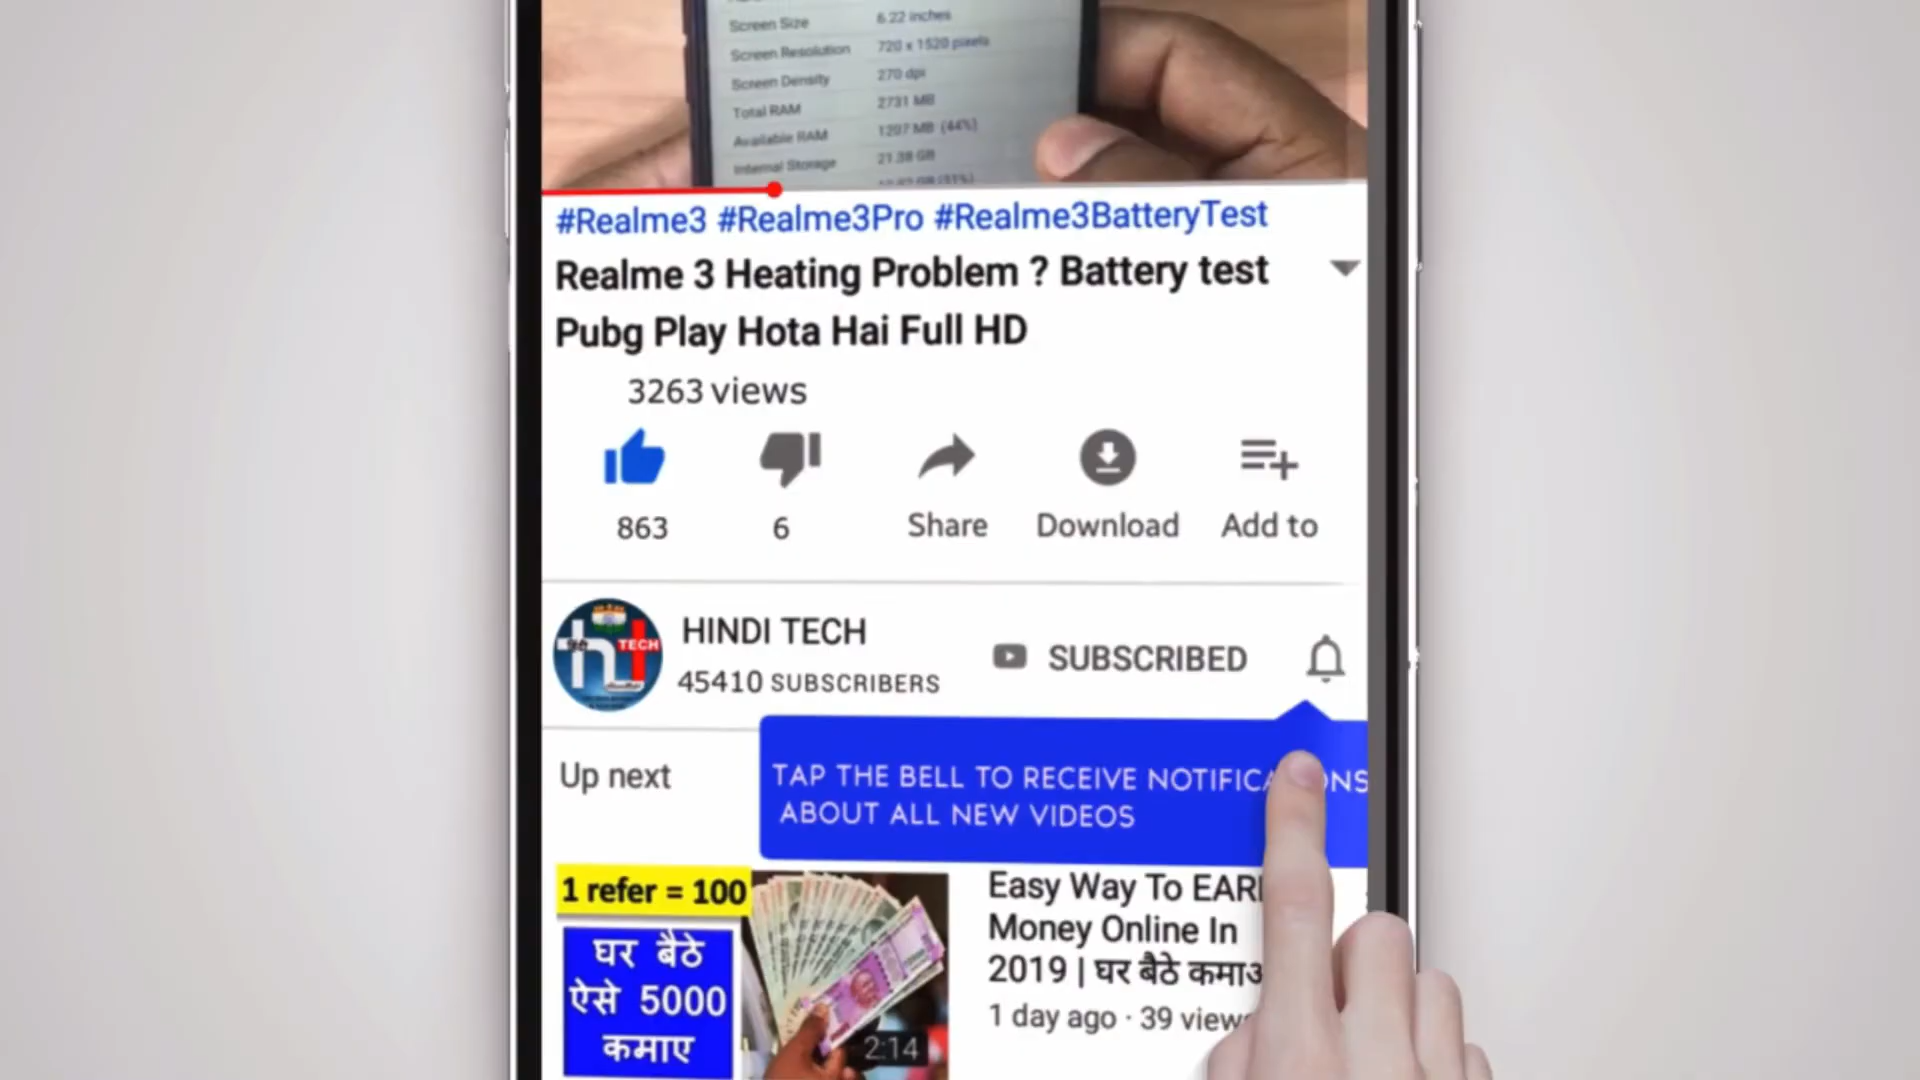 Screen Size 6.22 inches
Screen Resolution 720 x 1520 pixels
Screen Density 270 dpi
Total RAM 2731 MB
Available RAM 1207 MB (44%)
Internal Storage 21.38 GB
#Realme3 #Realme3Pro #Realme3BatteryTest
Realme 3 Heating Problem ? Battery test
Pubg Play Hota Hai Full HD
3263 views
863 6 Share Download Add to
TECH
HINDI TECH
45410 SUBSCRIBERS
SUBSCRIBED
Up next
TAP THE BELL TO RECEIVE
ABOUT ALL NEW VIDEOS
1 refer = 100
घर बैठे
ऐसे 5000
कमाए
2:14
Easy Way To
Money Online In
2019 | घर बैठे
1 day ago · 39 views